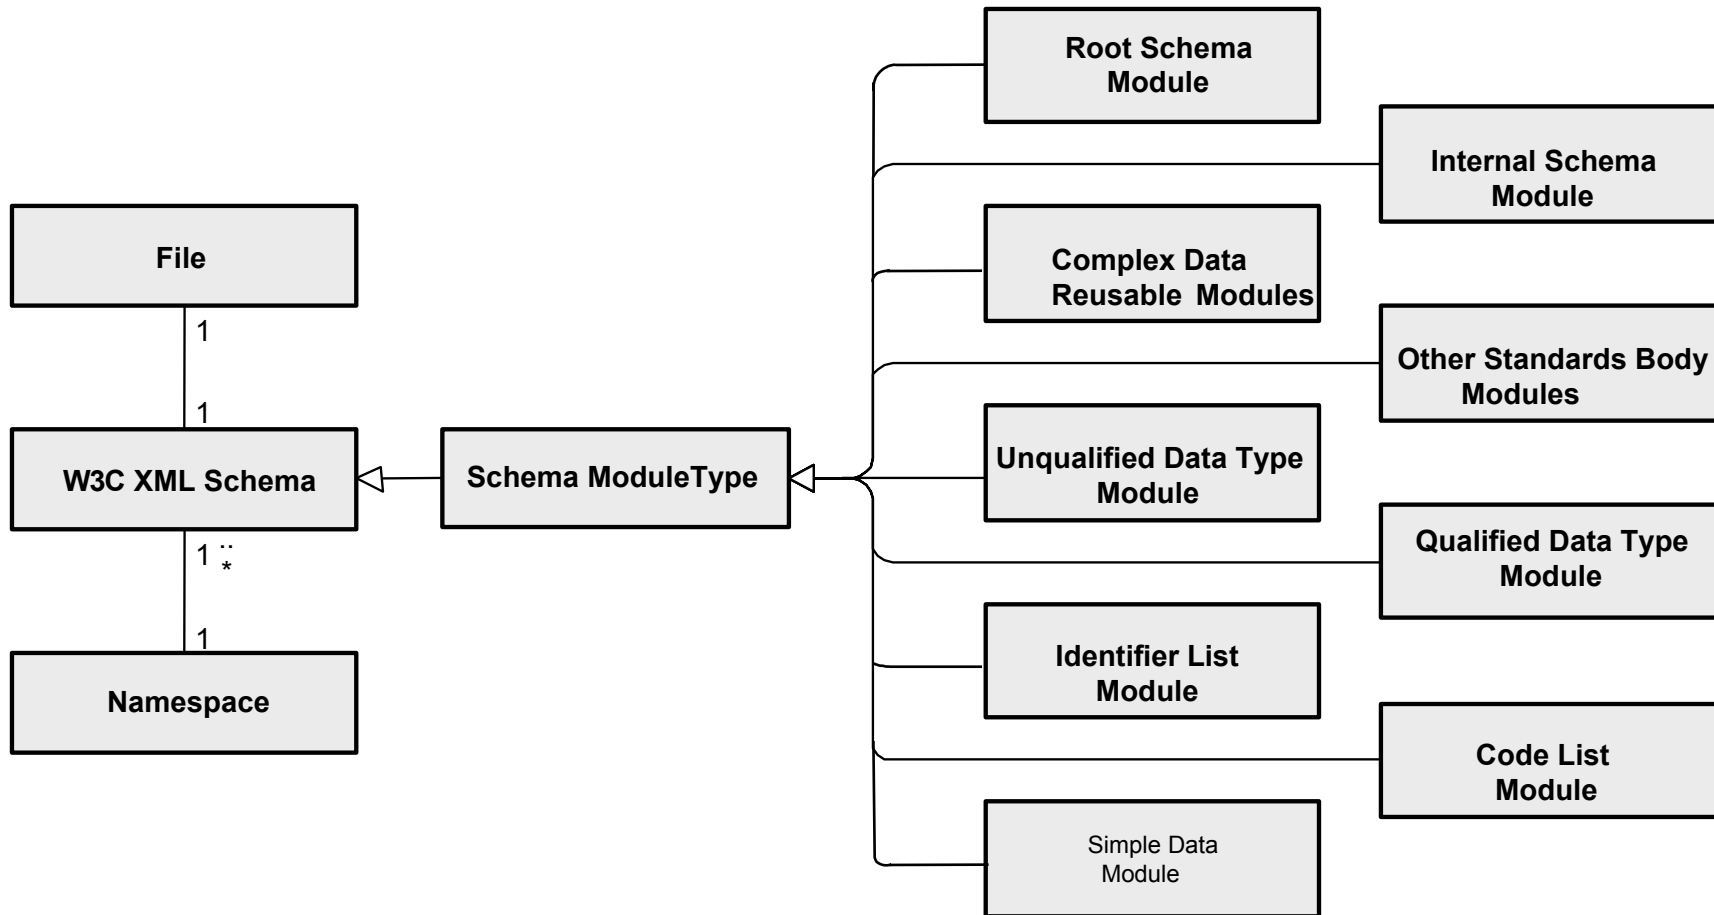 Root Schema
Module
Internal Schema
Module
File
Complex Data
Reusable Modules
1
Other Standards Body
Modules
1
W3C XML Schema
Schema ModuleType
Unqualified Data Type
Module
1 ..
*
Qualified Data Type
Module
1
Namespace
Identifier List
Module
Code List
Module
Simple Data
Module